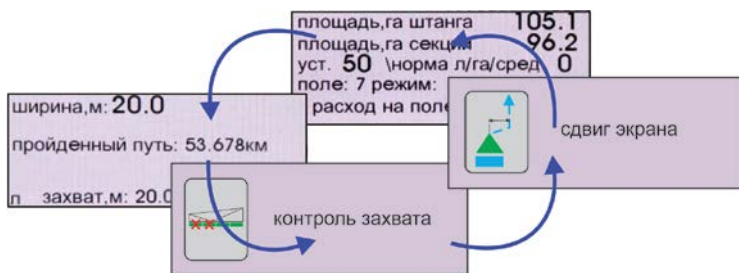 площадь,га штанга 105.1
площадь,га секции 96.2
уст. 50 \норма л/га/сред 0
поле: 7 режим:
расход на поле
ширина,м: 20.0
пройденный путь: 53.678км
л захват,м: 20.0
сдвиг экрана
контроль захвата